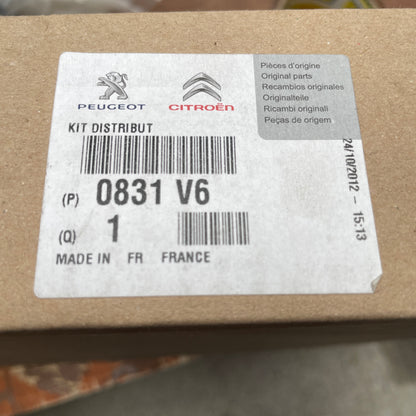 PEUGEOT
CITROËN
Pièces d'origine
Original parts
Recambios originales
Originalteile
Ricambi originali
Peças de origem
KIT DISTRIBUT
(P) 0831 V6
(Q) 1
MADE IN FR FRANCE
24/10/2012 - 15:13